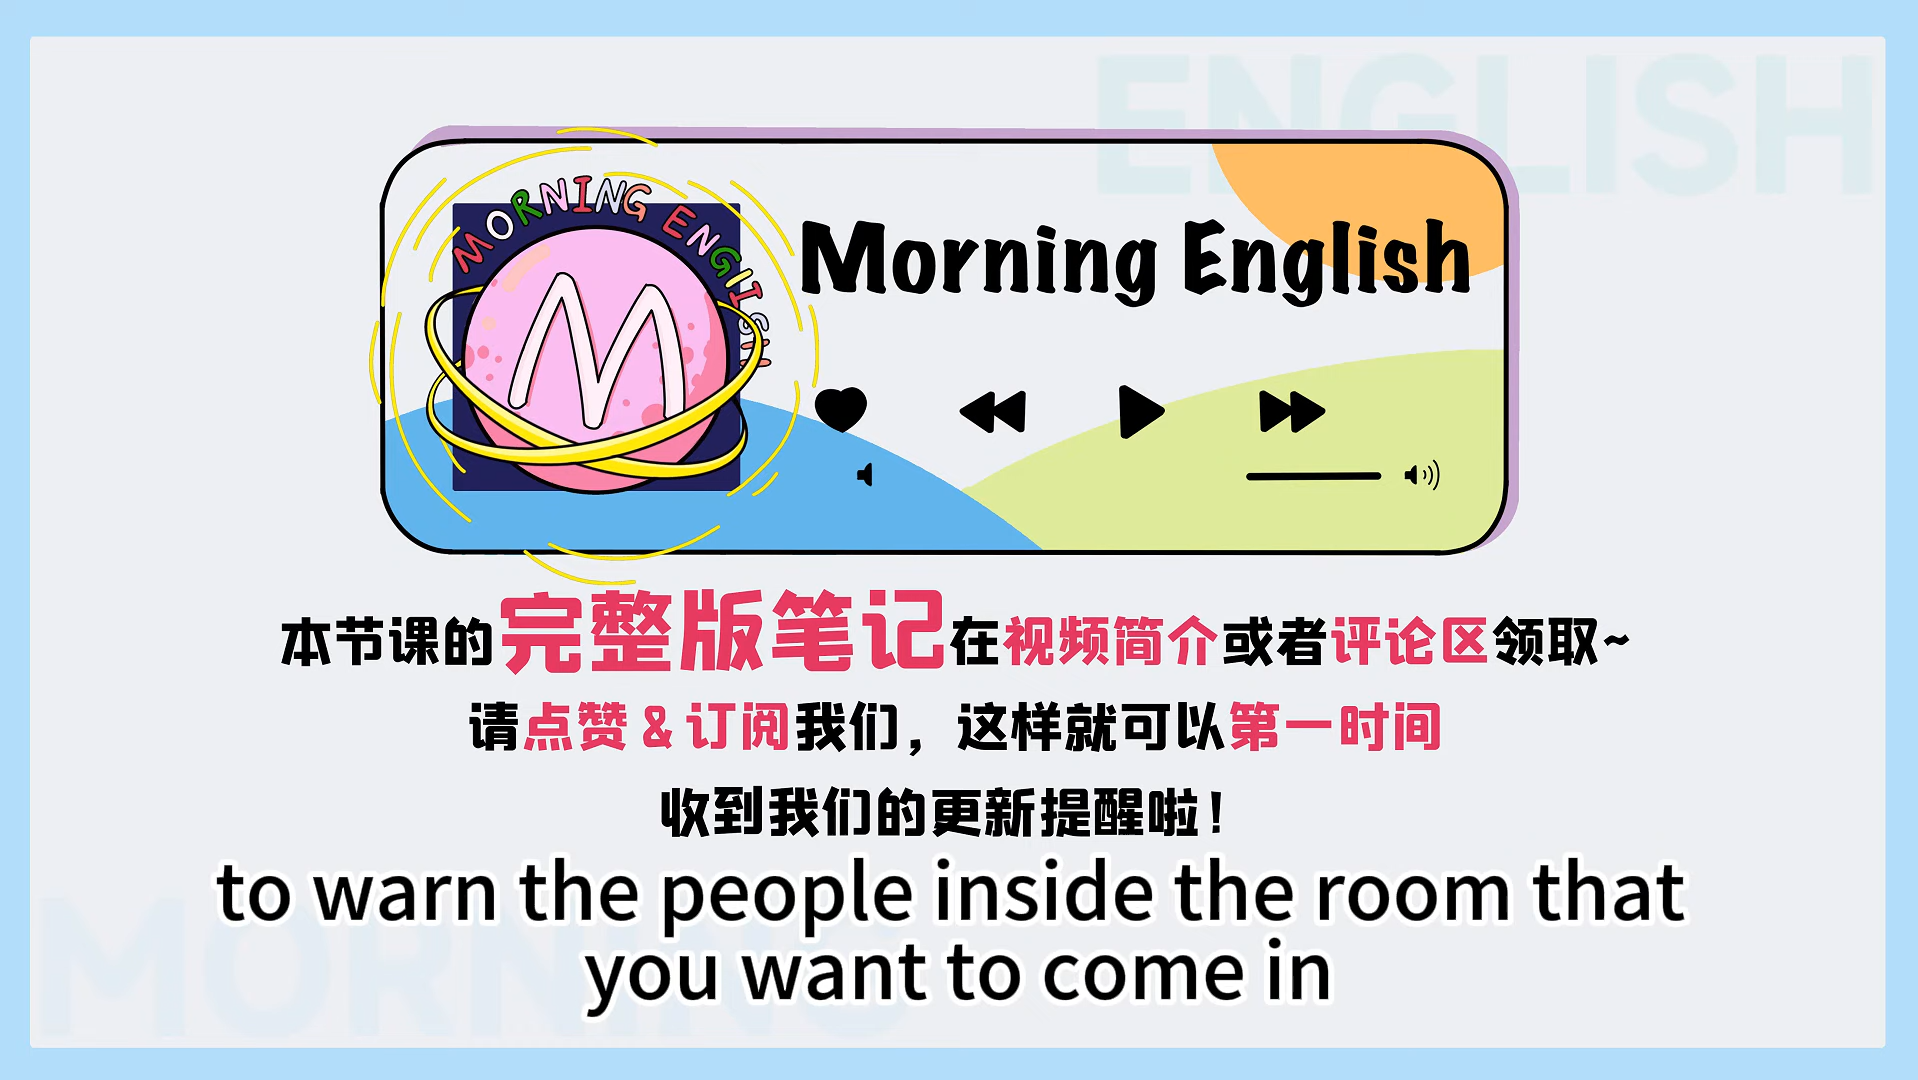 ENGLISH
MORNING ENGLISH
M
Morning English
本节课的完整版笔记在视频简介或者评论区领取~
请点赞&订阅我们，这样就可以第一时间
收到我们的更新提醒啦！
to warn the people inside the room that
you want to come in
MORNING